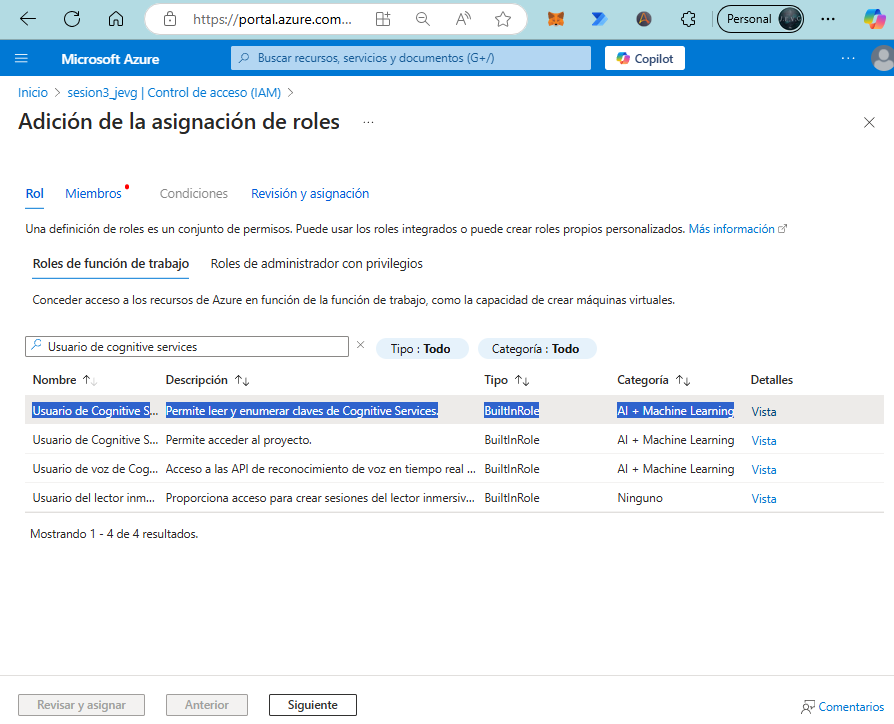 https://portal.azure.com...
Personal
Microsoft Azure
Buscar recursos, servicios y documentos (G+/)
Copilot
Inicio > sesion3_jevg | Control de acceso (IAM) >
Adición de la asignación de roles ...
Rol Miembros Condiciones Revisión y asignación
Una definición de roles es un conjunto de permisos. Puede usar los roles integrados o puede crear roles propios personalizados. Más información
Roles de función de trabajo Roles de administrador con privilegios
Conceder acceso a los recursos de Azure en función de la función de trabajo, como la capacidad de crear máquinas virtuales.
Usuario de cognitive services Tipo : Todo Categoría : Todo
Nombre Descripción Tipo Categoría Detalles
Usuario de Cognitive S... Permite leer y enumerar claves de Cognitive Services. BuiltInRole AI + Machine Learning Vista
Usuario de Cognitive S... Permite acceder al proyecto. BuiltInRole AI + Machine Learning Vista
Usuario de voz de Cog... Acceso a las API de reconocimiento de voz en tiempo real ... BuiltInRole AI + Machine Learning Vista
Usuario del lector inm... Proporciona acceso para crear sesiones del lector inmersiv... BuiltInRole Ninguno Vista
Mostrando 1 - 4 de 4 resultados.
Revisar y asignar Anterior Siguiente Comentarios